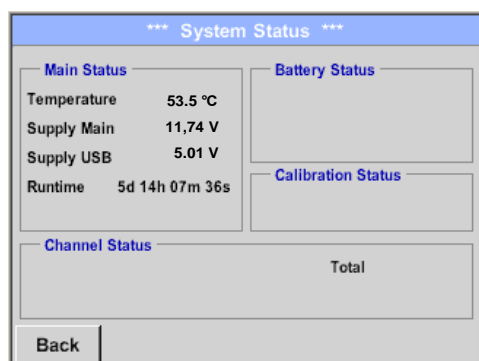 *** System Status ***
Main Status
Temperature 53.5 °C
Supply Main 11,74 V
Supply USB 5.01 V
Runtime 5d 14h 07m 36s
Battery Status
Calibration Status
Channel Status
Total
Back